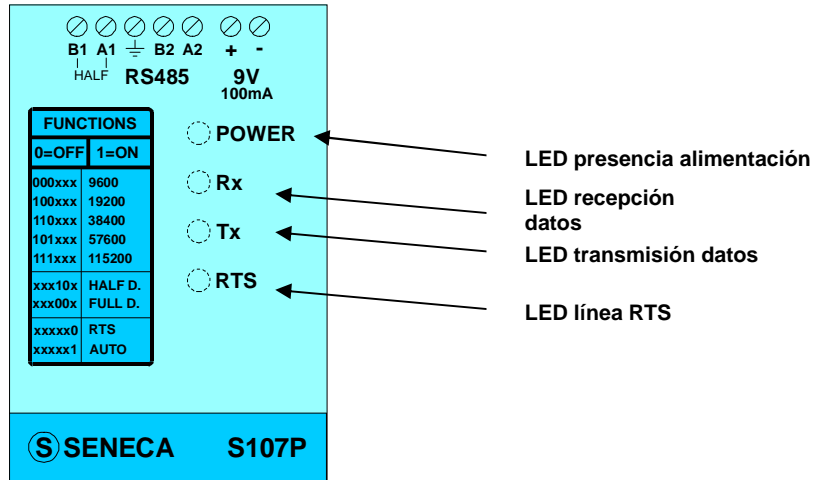 B1 A1 B2 A2 + -
HALF RS485 9V
100mA
FUNCTIONS
0=OFF 1=ON
000xxx 9600
100xxx 19200
110xxx 38400
101xxx 57600
111xxx 115200
xxx10x HALF D.
xxx00x FULL D.
xxxxx0 RTS
xxxxx1 AUTO
POWER
Rx
Tx
RTS
LED presencia alimentación
LED recepción
datos
LED transmisión datos
LED línea RTS
S SENECA S107P